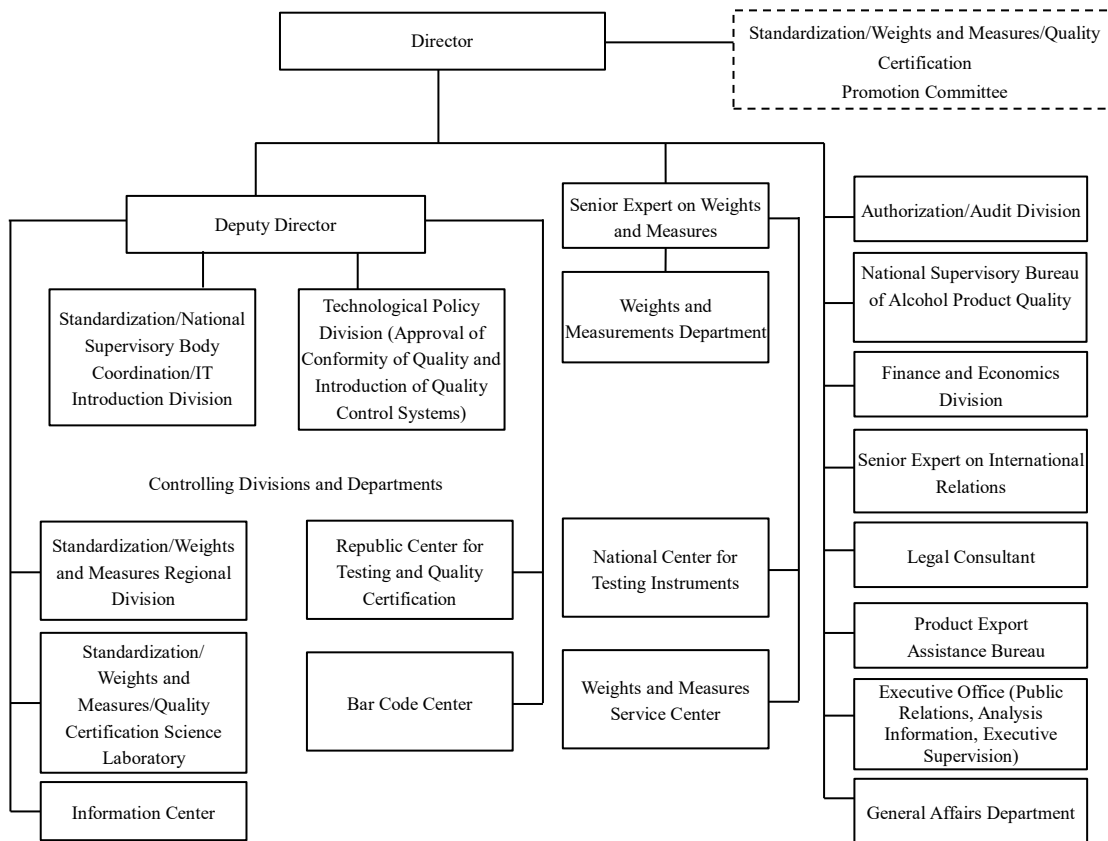 Director
Standardization/Weights and Measures/Quality
Certification
Promotion Committee
Deputy Director
Senior Expert on Weights
and Measures
Authorization/Audit Division
Standardization/National
Supervisory Body
Coordination/IT
Introduction Division
Technological Policy
Division (Approval of
Conformity of Quality and
Introduction of Quality
Control Systems)
Weights and
Measurements Department
National Supervisory Bureau
of Alcohol Product Quality
Finance and Economics
Division
Senior Expert on International
Relations
Controlling Divisions and Departments
Standardization/Weights
and Measures Regional
Division
Republic Center for
Testing and Quality
Certification
National Center for
Testing Instruments
Legal Consultant
Product Export
Assistance Bureau
Standardization/
Weights and
Measures/Quality
Certification Science
Laboratory
Bar Code Center
Weights and Measures
Service Center
Executive Office (Public
Relations, Analysis
Information, Executive
Supervision)
Information Center
General Affairs Department